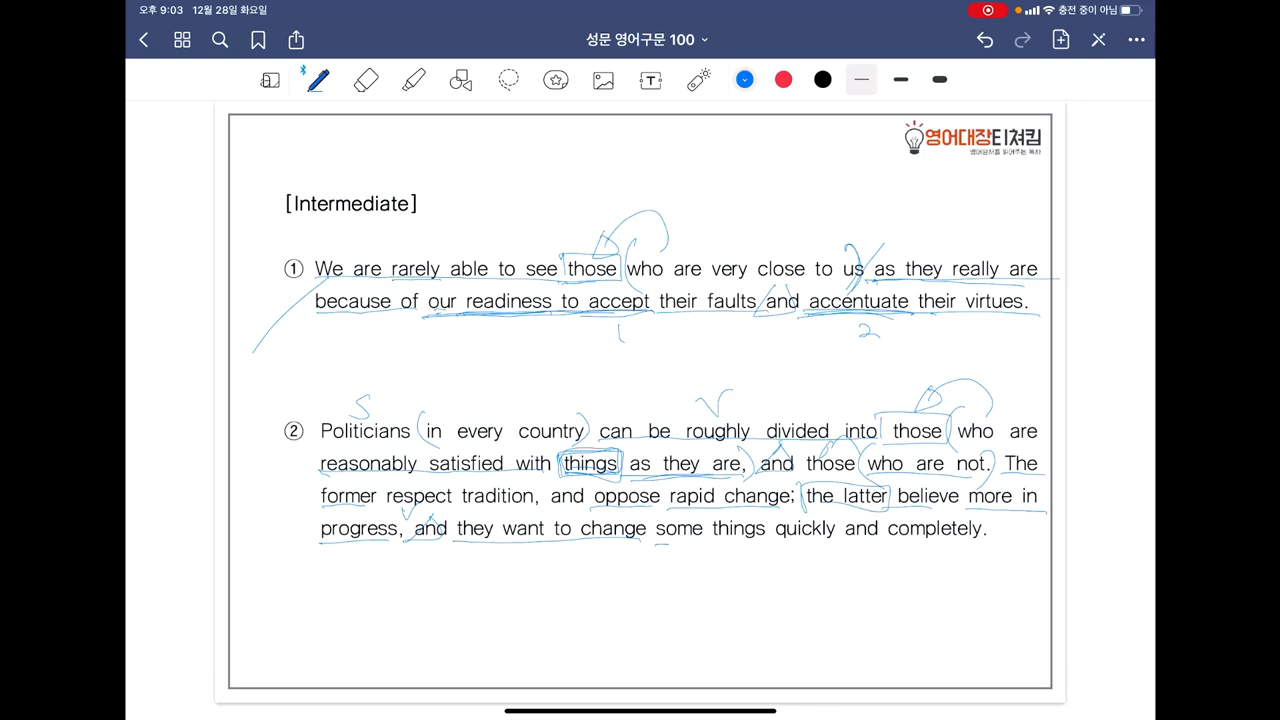 오후 9:03 12월 28일 화요일
충전 중이 아님
성문 영어구문 100
T
영어대장티쳐킴
[Intermediate]
① We are rarely able to see those who are very close to us as they really are
because of our readiness to accept their faults and accentuate their virtues.
1 2
S V
② Politicians in every country can be roughly divided into those who are
reasonably satisfied with things as they are, and those who are not. The
former respect tradition, and oppose rapid change; the latter believe more in
progress, and they want to change some things quickly and completely.